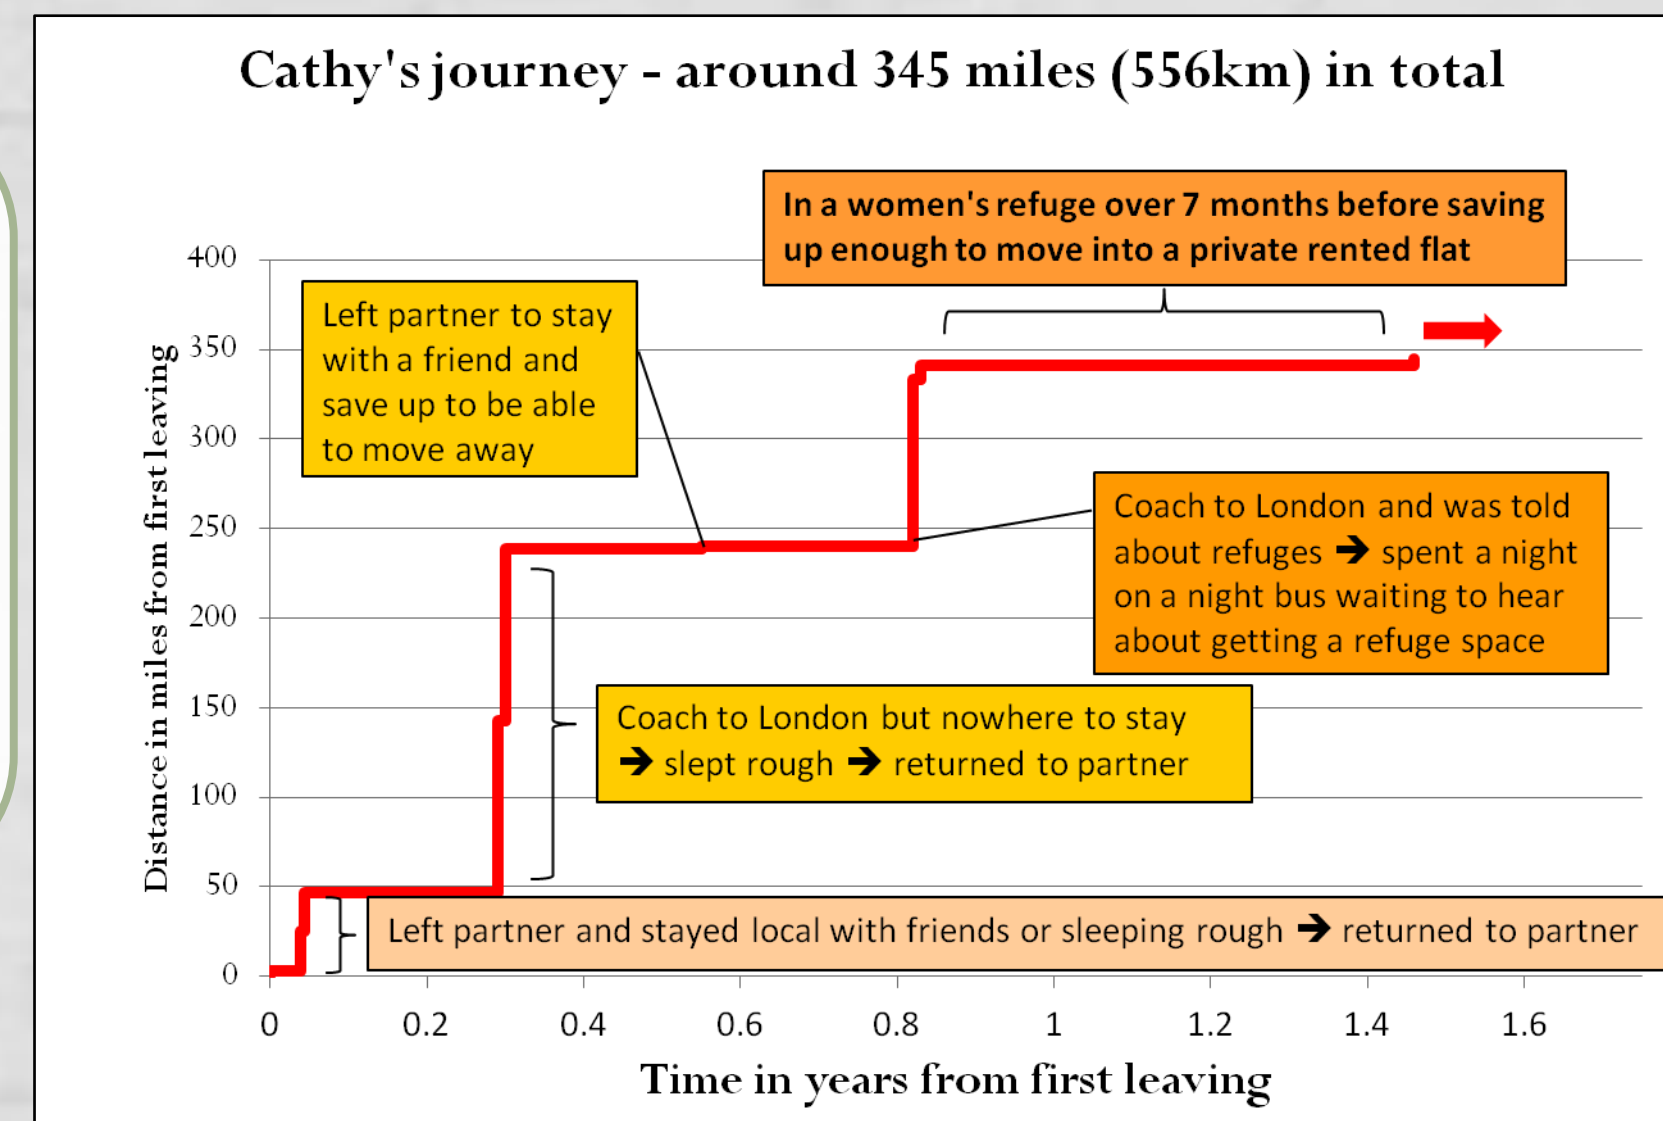 Cathy's journey - around 345 miles (556km) in total
In a women's refuge over 7 months before saving
up enough to move into a private rented flat
400
350
300
250
200
150
100
50
0
Distance in miles from first leaving
Left partner to stay
with a friend and
save up to be able
to move away
Coach to London and was told
about refuges ➔ spent a night
on a night bus waiting to hear
about getting a refuge space
Coach to London but nowhere to stay
➔ slept rough ➔ returned to partner
Left partner and stayed local with friends or sleeping rough ➔ returned to partner
0 0.2 0.4 0.6 0.8 1 1.2 1.4 1.6
Time in years from first leaving